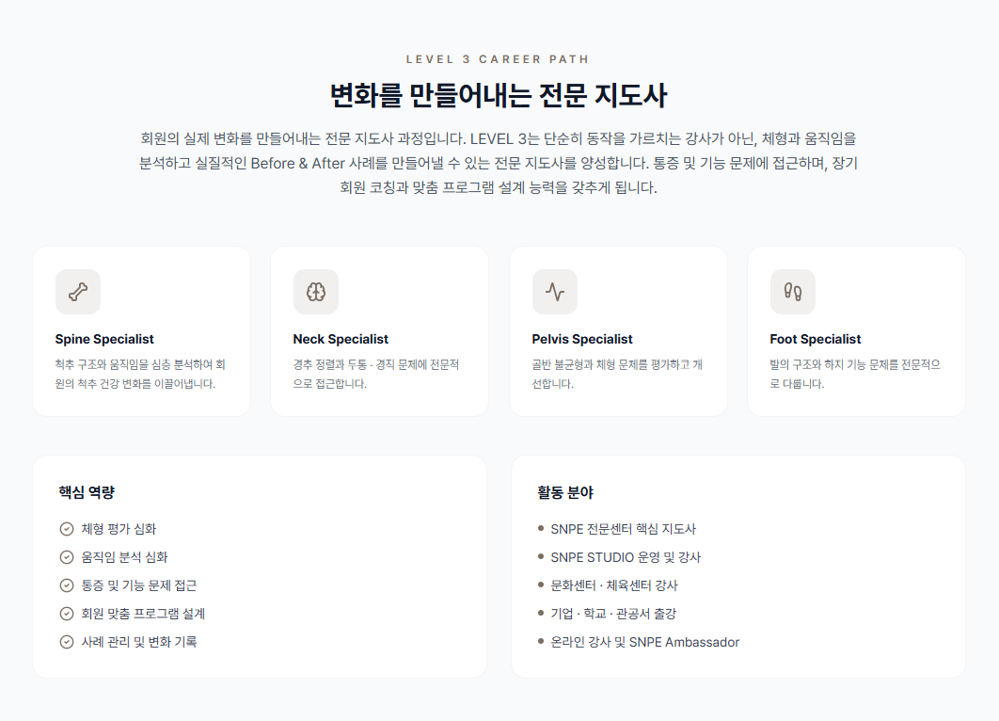 LEVEL 3 CAREER PATH
변화를 만들어내는 전문 지도사
회원의 실제 변화를 만들어내는 전문 지도사 과정입니다. LEVEL 3는 단순히 동작을 가르치는 강사가 아닌, 체형과 움직임을
분석하고 실질적인 Before & After 사례를 만들어낼 수 있는 전문 지도사를 양성합니다. 통증 및 기능 문제에 접근하며, 장기
회원 코칭과 맞춤 프로그램 설계 능력을 갖추게 됩니다.
Spine Specialist
척추 구조와 움직임을 심층 분석하여 회
원의 척추 건강 변화를 이끌어냅니다.
Neck Specialist
경추 정렬과 두통 · 경직 문제에 전문적
으로 접근합니다.
Pelvis Specialist
골반 불균형과 체형 문제를 평가하고 개
선합니다.
Foot Specialist
발의 구조와 하지 기능 문제를 전문적으
로 다룹니다.
핵심 역량
체형 평가 심화
움직임 분석 심화
통증 및 기능 문제 접근
회원 맞춤 프로그램 설계
사례 관리 및 변화 기록
활동 분야
SNPE 전문센터 핵심 지도사
SNPE STUDIO 운영 및 강사
문화센터 · 체육센터 강사
기업 · 학교 · 관공서 출강
온라인 강사 및 SNPE Ambassador